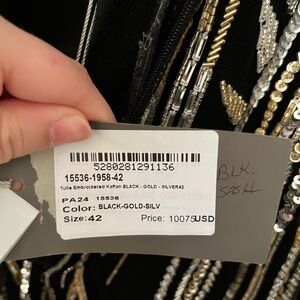 5280281291136
15536-1958-42
Tulle Embroidered Kaftan BLACK - GOLD - SILVER42
PA24 15536
Color: BLACK-GOLD-SILV
Size: 42 Price: 10075USD
BLK.
SASH